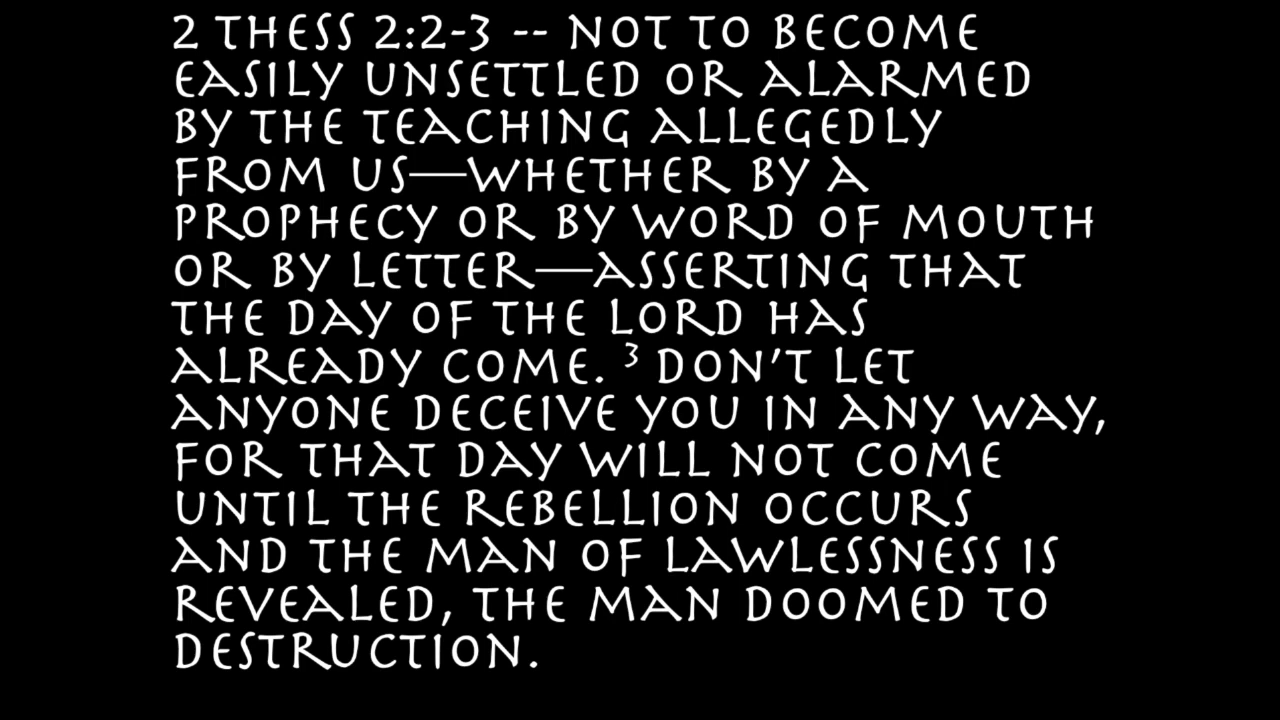 2 THESS 2:2-3 -- NOT TO BECOME
EASILY UNSETTLED OR ALARMED
BY THE TEACHING ALLEGEDLY
FROM US—WHETHER BY A
PROPHECY OR BY WORD OF MOUTH
OR BY LETTER—ASSERTING THAT
THE DAY OF THE LORD HAS
ALREADY COME. ³ DON’T LET
ANYONE DECEIVE YOU IN ANY WAY,
FOR THAT DAY WILL NOT COME
UNTIL THE REBELLION OCCURS
AND THE MAN OF LAWLESSNESS IS
REVEALED, THE MAN DOOMED TO
DESTRUCTION.